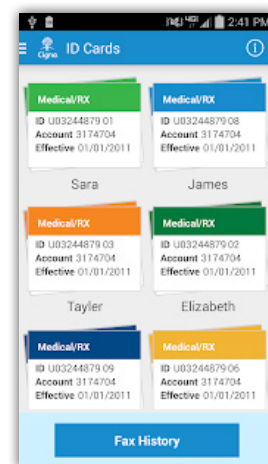 2:41 PM
Cigna
ID Cards
Medical/RX
ID U03244879 01
Account 3174704
Effective 01/01/2011
Sara
Medical/RX
ID U03244879 08
Account 3174704
Effective 01/01/2011
James
Medical/RX
ID U03244879 03
Account 3174704
Effective 01/01/2011
Tayler
Medical/RX
ID U03244879 02
Account 3174704
Effective 01/01/2011
Elizabeth
Medical/RX
ID U03244879 09
Account 3174704
Effective 01/01/2011
Medical/RX
ID U03244879 06
Account 3174704
Effective 01/01/2011
Fax History